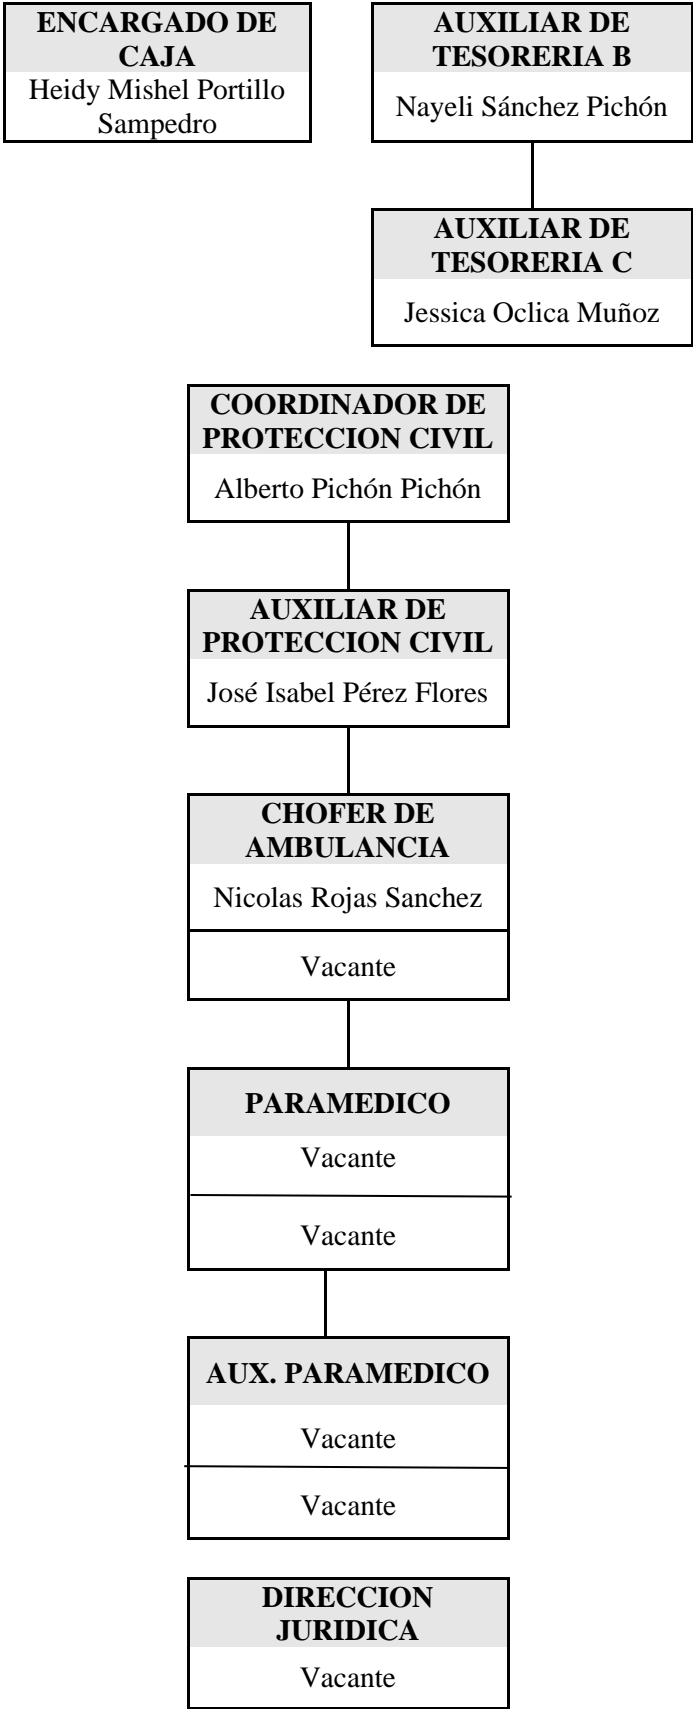 ENCARGADO DE
CAJA
Heidy Mishel Portillo
Sampedro
AUXILIAR DE
TESORERIA B
Nayeli Sánchez Pichón
AUXILIAR DE
TESORERIA C
Jessica Oclica Muñoz
COORDINADOR DE
PROTECCION CIVIL
Alberto Pichón Pichón
AUXILIAR DE
PROTECCION CIVIL
José Isabel Pérez Flores
CHOFER DE
AMBULANCIA
Nicolas Rojas Sanchez
Vacante
PARAMEDICO
Vacante
Vacante
AUX. PARAMEDICO
Vacante
Vacante
DIRECCION
JURIDICA
Vacante